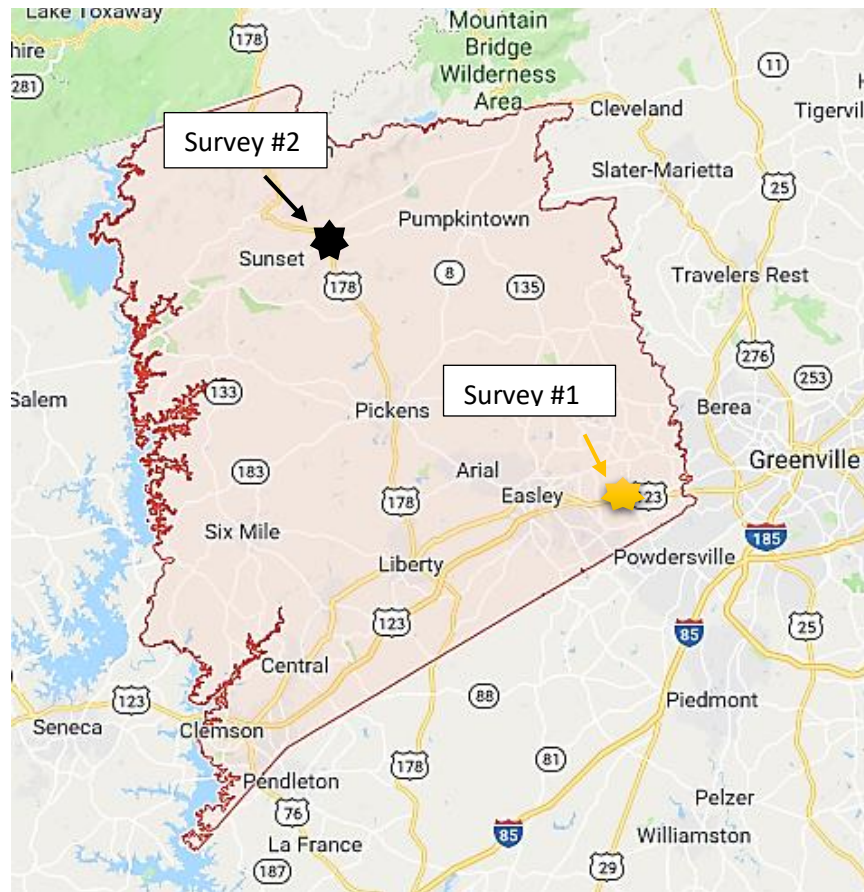 Lake Toxaway
Mountain
Bridge
Wilderness
Area
178
hire
281
11
Cleveland
Tigervil
Survey #2
Slater-Marietta
25
Pumpkintown
Sunset
8
178
135
Travelers Rest
276
253
Salem
133
Pickens
Survey #1
Berea
Greenville
183
Arial
Easley
23
178
Six Mile
185
Liberty
Powdersville
123
85
25
Central
88
123
Seneca
Clemson
Piedmont
178
81
Pendleton
76
Pelzer
La France
85
Williamston
187
29